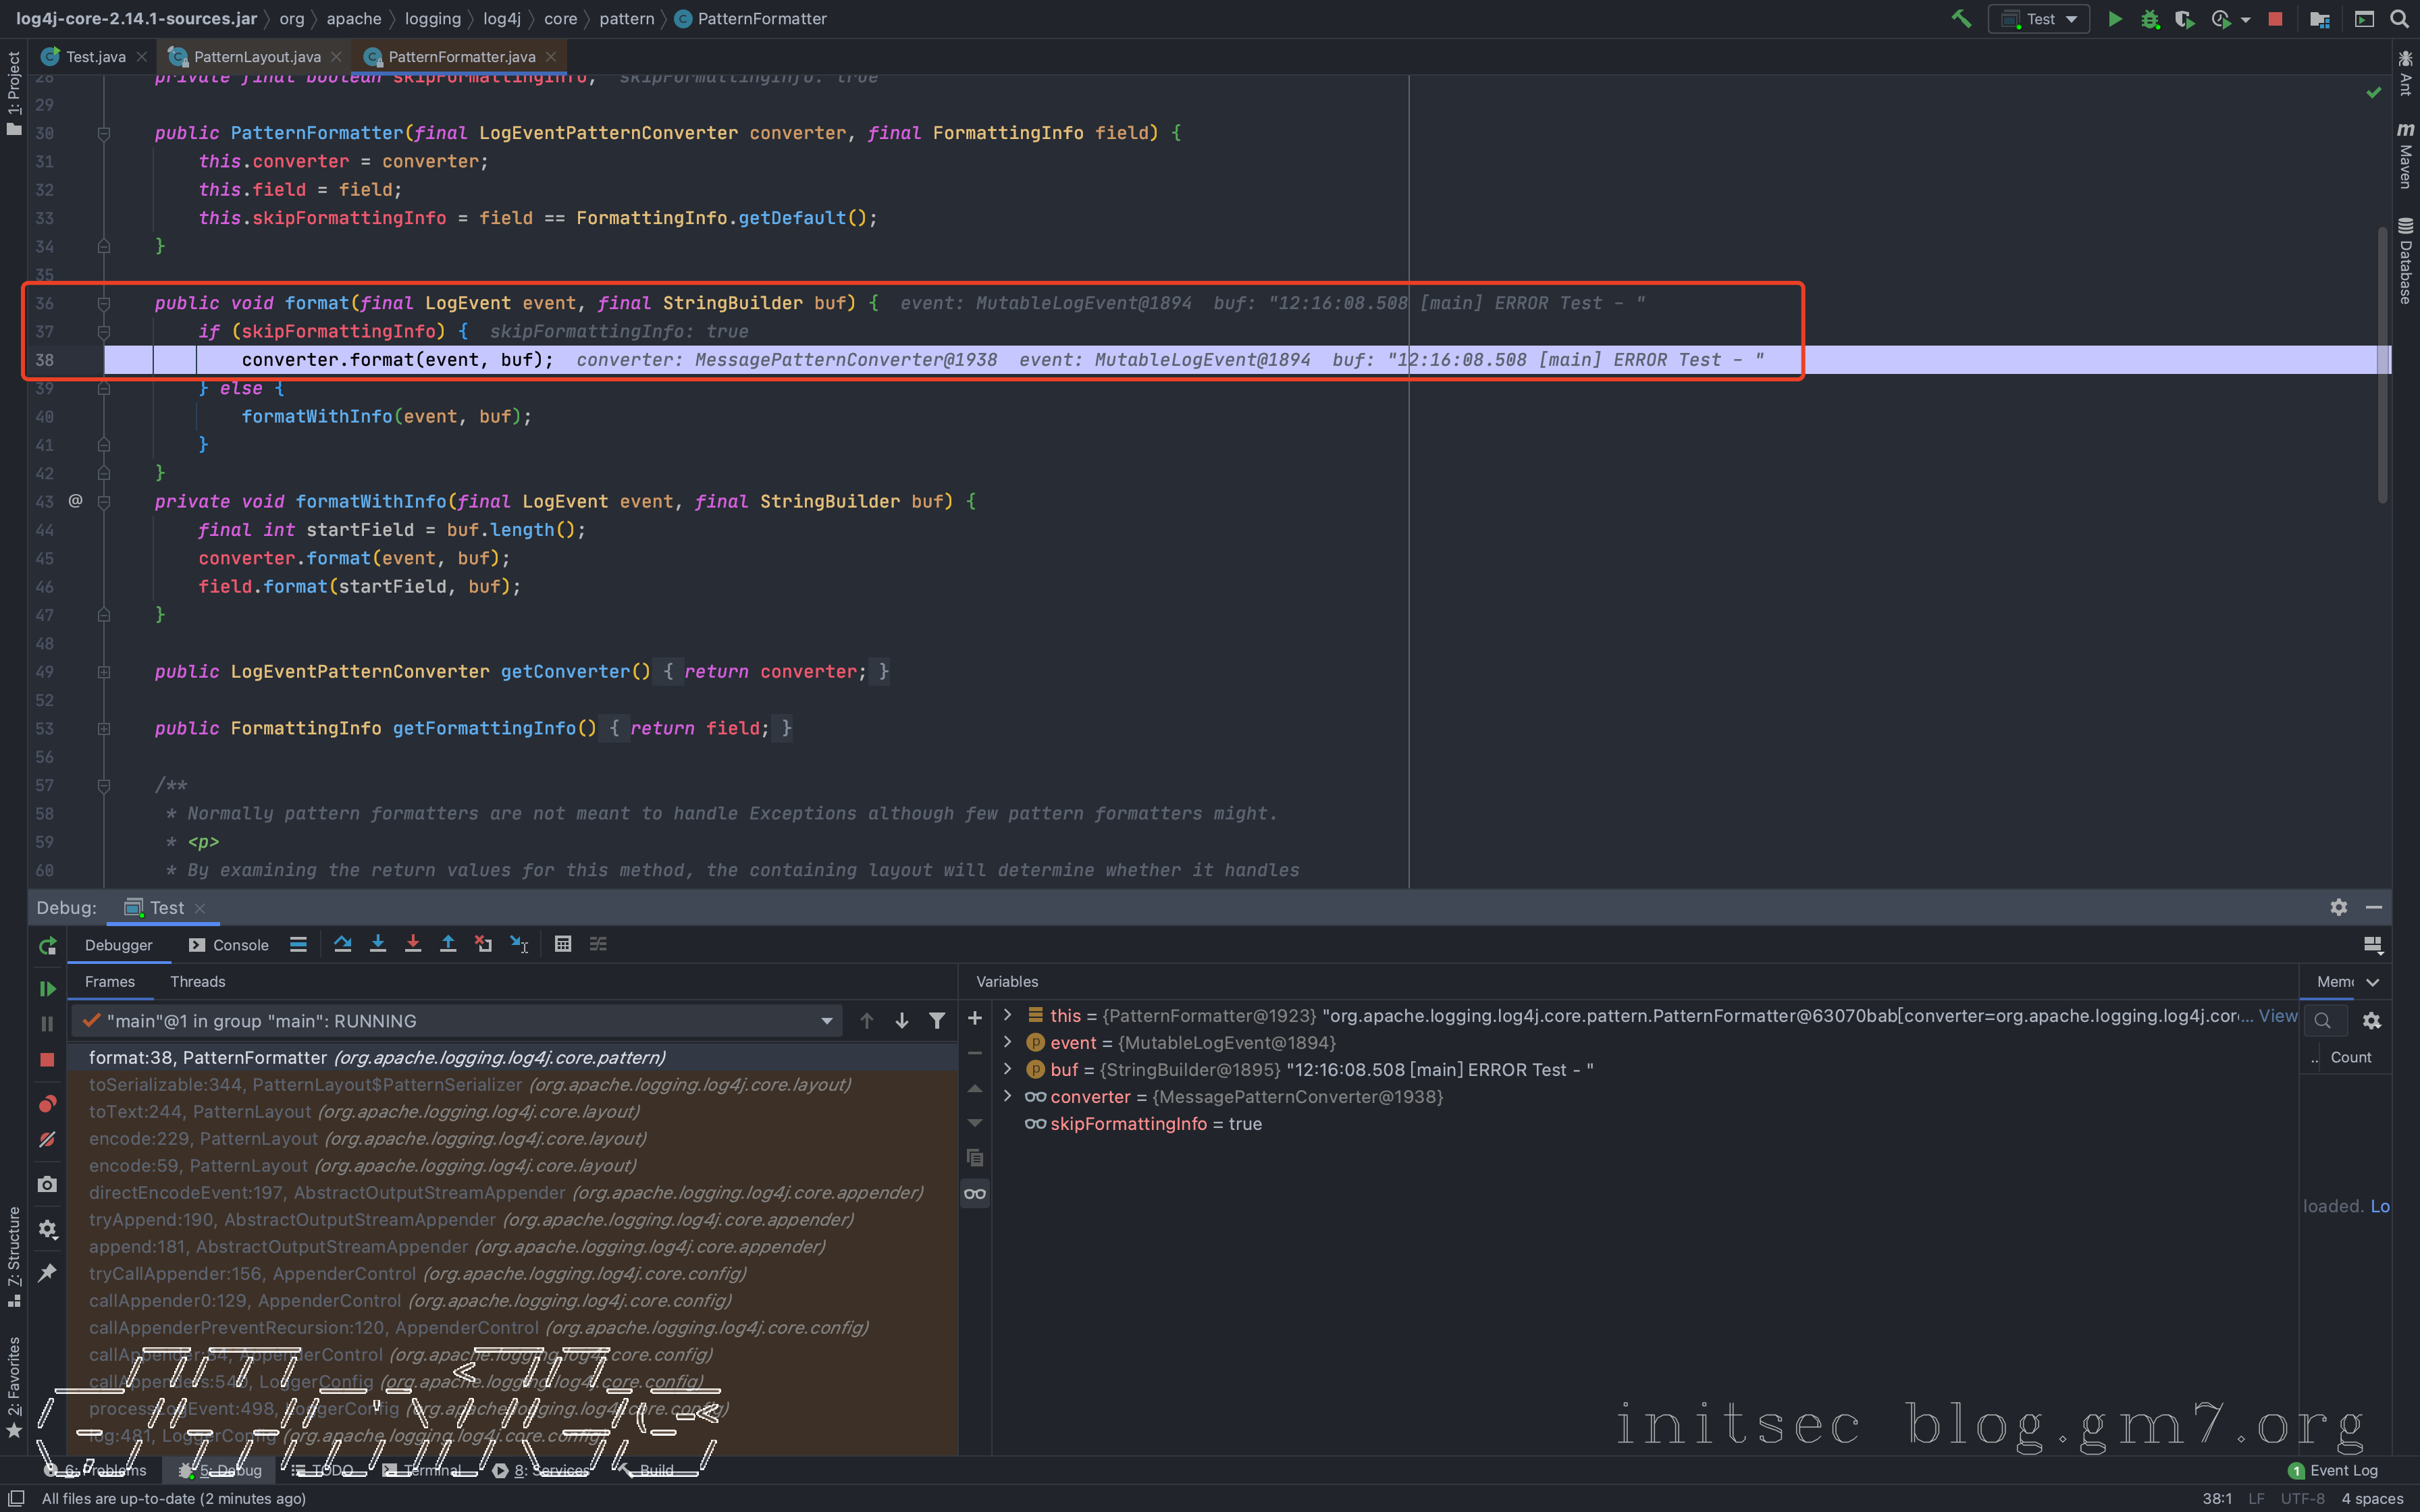 log4j-core-2.14.1-sources.jar › org › apache › logging › log4j › core › pattern › PatternFormatter
Test
Test.java
PatternLayout.java
PatternFormatter.java
1: Project
28 private final boolean skipFormattingInfo; skipFormattingInfo: true
29
30 public PatternFormatter(final LogEventPatternConverter converter, final FormattingInfo field) {
31 this.converter = converter;
32 this.field = field;
33 this.skipFormattingInfo = field == FormattingInfo.getDefault();
34 }
35
36 public void format(final LogEvent event, final StringBuilder buf) { event: MutableLogEvent@1894 buf: "12:16:08.508 [main] ERROR Test - "
37 if (skipFormattingInfo) { skipFormattingInfo: true
38 converter.format(event, buf); converter: MessagePatternConverter@1938 event: MutableLogEvent@1894 buf: "12:16:08.508 [main] ERROR Test - "
39 } else {
40 formatWithInfo(event, buf);
41 }
42 }
43 @ private void formatWithInfo(final LogEvent event, final StringBuilder buf) {
44 final int startField = buf.length();
45 converter.format(event, buf);
46 field.format(startField, buf);
47 }
48
49 public LogEventPatternConverter getConverter() { return converter; }
52
53 public FormattingInfo getFormattingInfo() { return field; }
56
57 /**
58 * Normally pattern formatters are not meant to handle Exceptions although few pattern formatters might.
59 * <p>
60 * By examining the return values for this method, the containing layout will determine whether it handles
Ant
m Maven
Database
Debug: Test
Debugger Console
Frames Threads
Variables
Mem
"main"@1 in group "main": RUNNING
format:38, PatternFormatter (org.apache.logging.log4j.core.pattern)
toSerializable:344, PatternLayout$PatternSerializer (org.apache.logging.log4j.core.layout)
toText:244, PatternLayout (org.apache.logging.log4j.core.layout)
encode:229, PatternLayout (org.apache.logging.log4j.core.layout)
encode:59, PatternLayout (org.apache.logging.log4j.core.layout)
directEncodeEvent:197, AbstractOutputStreamAppender (org.apache.logging.log4j.core.appender)
tryAppend:190, AbstractOutputStreamAppender (org.apache.logging.log4j.core.appender)
append:181, AbstractOutputStreamAppender (org.apache.logging.log4j.core.appender)
tryCallAppender:156, AppenderControl (org.apache.logging.log4j.core.config)
callAppender0:129, AppenderControl (org.apache.logging.log4j.core.config)
callAppenderPreventRecursion:120, AppenderControl (org.apache.logging.log4j.core.config)
callAppender:84, AppenderControl (org.apache.logging.log4j.core.config)
callAppenders:540, LoggerConfig (org.apache.logging.log4j.core.config)
processLogEvent:498, LoggerConfig (org.apache.logging.log4j.core.config)
log:481, LoggerConfig (org.apache.logging.log4j.core.config)
this = {PatternFormatter@1923} "org.apache.logging.log4j.core.pattern.PatternFormatter@63070bab[converter=org.apache.logging.log4j.cor... View
event = {MutableLogEvent@1894}
buf = {StringBuilder@1895} "12:16:08.508 [main] ERROR Test - "
converter = {MessagePatternConverter@1938}
skipFormattingInfo = true
.. Count
loaded. Lo
7: Structure
2: Favorites
initsec blog.gm7.org
6: Problems 5: Debug TODO Terminal 8: Services Build
1 Event Log
All files are up-to-date (2 minutes ago)
38:1 LF UTF-8 4 spaces